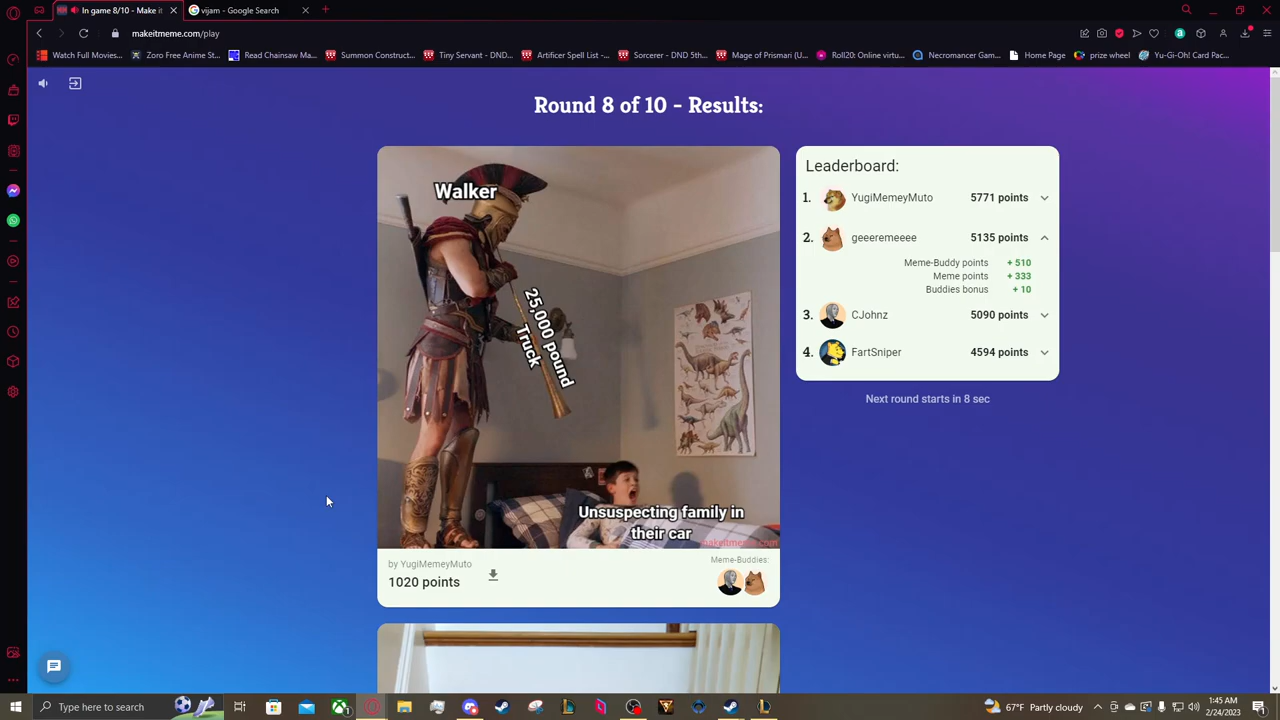 In game 8/10 - Make it
vijam - Google Search
makeitmeme.com/play
Watch Full Movies...
Zoro Free Anime St...
Read Chainsaw Ma...
Summon Construct...
Tiny Servant - DND...
Artificer Spell List -...
Sorcerer - DND 5th...
Mage of Prismari (U...
Roll20: Online virtu...
Necromancer Gam...
Home Page
prize wheel
Yu-Gi-Oh! Card Pac...
Round 8 of 10 - Results:
Walker
25,000 pound
Truck
Unsuspecting family in
their car
makeitmeme.com
by YugiMemeyMuto
1020 points
Meme-Buddies:
Leaderboard:
1. YugiMemeyMuto 5771 points
2. geeeremeeee 5135 points
Meme-Buddy points + 510
Meme points + 333
Buddies bonus + 10
3. CJohnz 5090 points
4. FartSniper 4594 points
Next round starts in 8 sec
Type here to search
67°F Partly cloudy
1:45 AM
2/24/2023